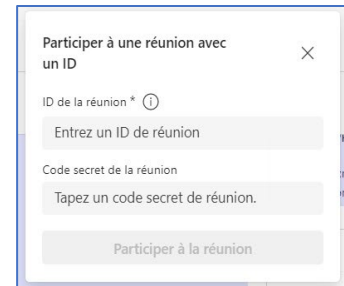 Participer à une réunion avec
un ID
ID de la réunion *
Entrez un ID de réunion
Code secret de la réunion
Tapez un code secret de réunion.
Participer à la réunion